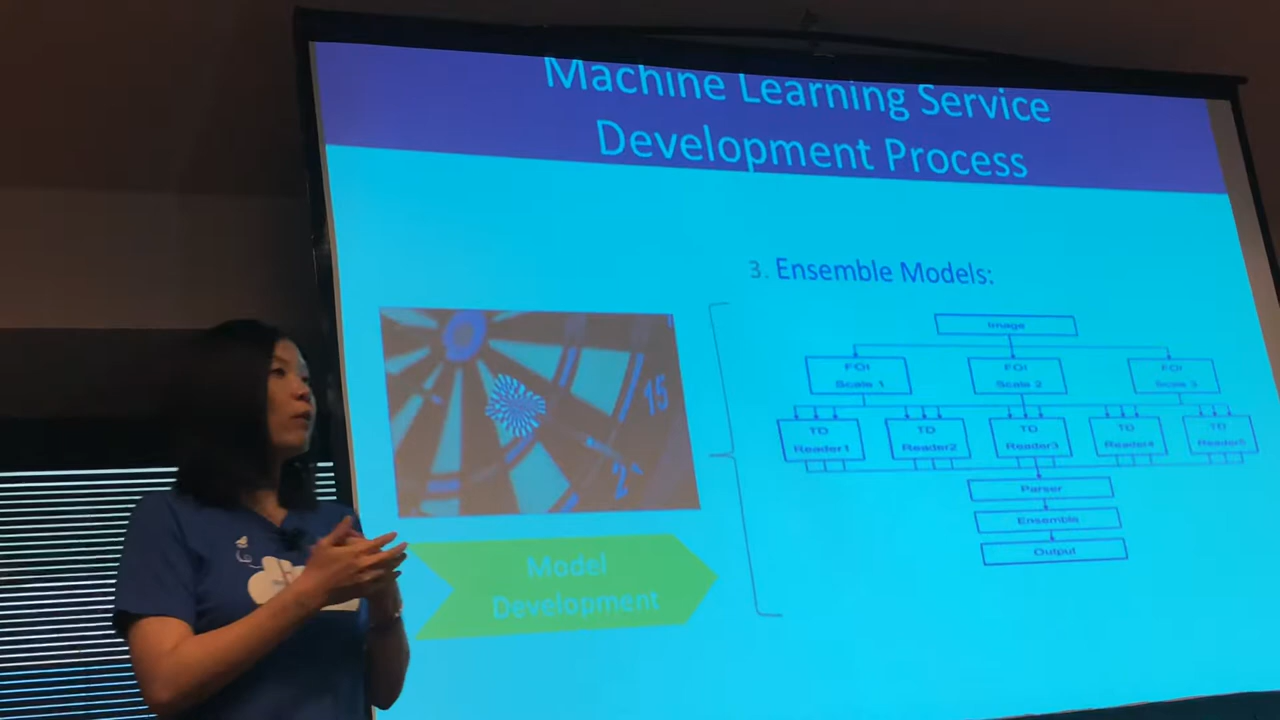 Machine Learning Service
Development Process
3. Ensemble Models:
Image
FOI
Scale 1
FOI
Scale 2
FOI
Scale 3
TD
Reader1
TD
Reader2
TD
Reader3
TD
Reader4
TD
Reader5
Parser
Ensemble
Output
15
2
Model
Development